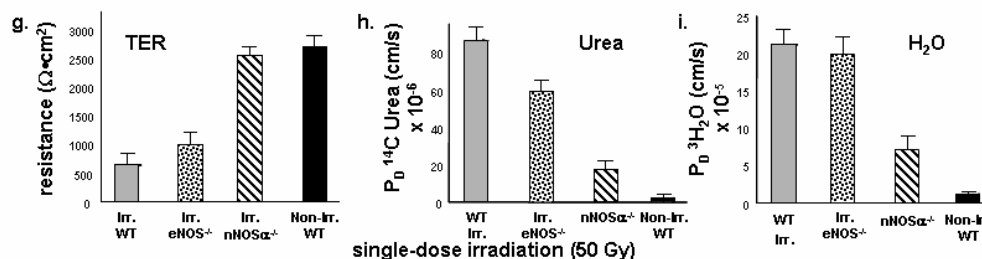 g.
TER
resistance (Ω•cm2)
3000
2500
2000
1500
1000
500
0
Irr. WT
Irr. eNOS-/-
Irr. nNOSα-/-
Non-Irr. WT
h.
Urea
PD 14C Urea (cm/s)
x 10-6
80
60
40
20
0
WT Irr.
Irr. eNOS-/-
nNOSα-/-
Non-Irr. WT
i.
H2O
PD 3H2O (cm/s)
x 10-5
25
20
15
10
5
0
WT Irr.
Irr. eNOS-/-
nNOSα-/-
Non-Ir
WT
single-dose irradiation (50 Gy)